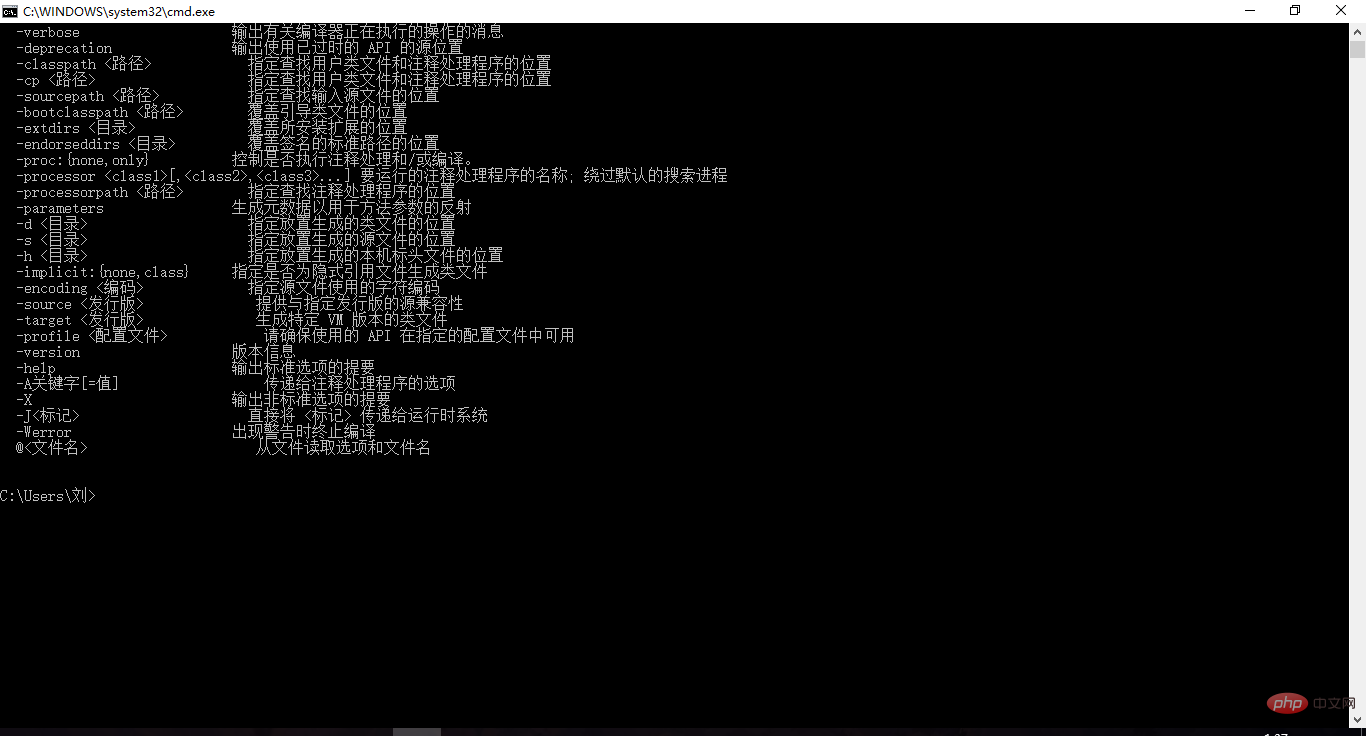 C:\WINDOWS\system32\cmd.exe
-verbose 输出有关编译器正在执行的操作的消息
-deprecation 输出使用已过时的 API 的源位置
-classpath <路径> 指定查找用户类文件和注释处理程序的位置
-cp <路径> 指定查找用户类文件和注释处理程序的位置
-sourcepath <路径> 指定查找输入源文件的位置
-bootclasspath <路径> 覆盖引导类文件的位置
-extdirs <目录> 覆盖所安装扩展的位置
-endorseddirs <目录> 覆盖签名的标准路径的位置
-proc:{none,only} 控制是否执行注释处理和/或编译。
-processor <class1>[,<class2>,<class3>...] 要运行的注释处理程序的名称; 绕过默认的搜索进程
-processorpath <路径> 指定查找注释处理程序的位置
-parameters 生成元数据以用于方法参数的反射
-d <目录> 指定放置生成的类文件的位置
-s <目录> 指定放置生成的源文件的位置
-h <目录> 指定放置生成的本机标头文件的位置
-implicit:{none,class} 指定是否为隐式引用文件生成类文件
-encoding <编码> 指定源文件使用的字符编码
-source <发行版> 提供与指定发行版的源兼容性
-target <发行版> 生成特定 VM 版本的类文件
-profile <配置文件> 请确保使用的 API 在指定的配置文件中可用
-version 版本信息
-help 输出标准选项的提要
-A关键字[=值] 传递给注释处理程序的选项
-X 输出非标准选项的提要
-J<标记> 直接将 <标记> 传递给运行时系统
-Werror 出现警告时终止编译
@<文件名> 从文件读取选项和文件名
C:\Users\刘>
php 中文网